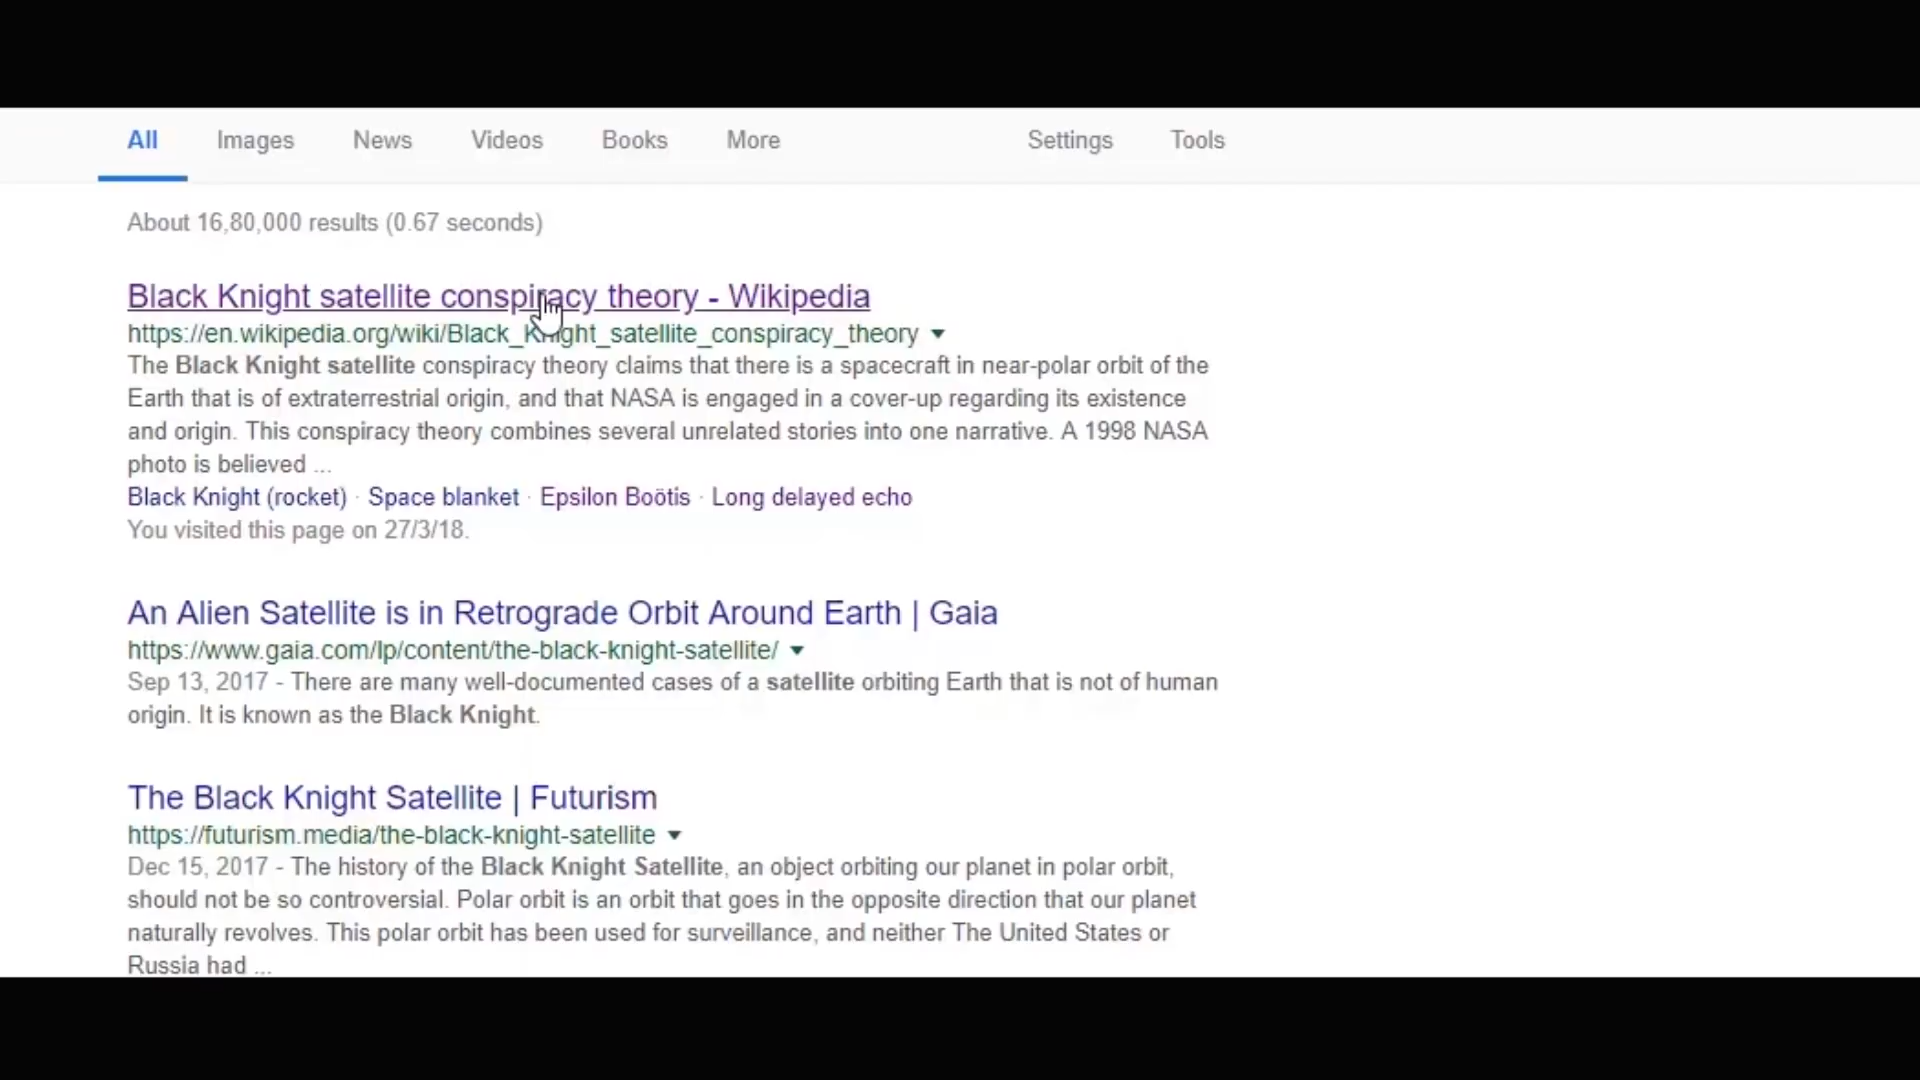 All Images News Videos Books More Settings Tools
About 16,80,000 results (0.67 seconds)
Black Knight satellite conspiracy theory - Wikipedia
https://en.wikipedia.org/wiki/Black_Knight_satellite_conspiracy_theory
The Black Knight satellite conspiracy theory claims that there is a spacecraft in near-polar orbit of the
Earth that is of extraterrestrial origin, and that NASA is engaged in a cover-up regarding its existence
and origin. This conspiracy theory combines several unrelated stories into one narrative. A 1998 NASA
photo is believed ...
Black Knight (rocket) · Space blanket · Epsilon Boötis · Long delayed echo
You visited this page on 27/3/18.
An Alien Satellite is in Retrograde Orbit Around Earth | Gaia
https://www.gaia.com/lp/content/the-black-knight-satellite/
Sep 13, 2017 - There are many well-documented cases of a satellite orbiting Earth that is not of human
origin. It is known as the Black Knight.
The Black Knight Satellite | Futurism
https://futurism.media/the-black-knight-satellite
Dec 15, 2017 - The history of the Black Knight Satellite, an object orbiting our planet in polar orbit,
should not be so controversial. Polar orbit is an orbit that goes in the opposite direction that our planet
naturally revolves. This polar orbit has been used for surveillance, and neither The United States or
Russia had ...